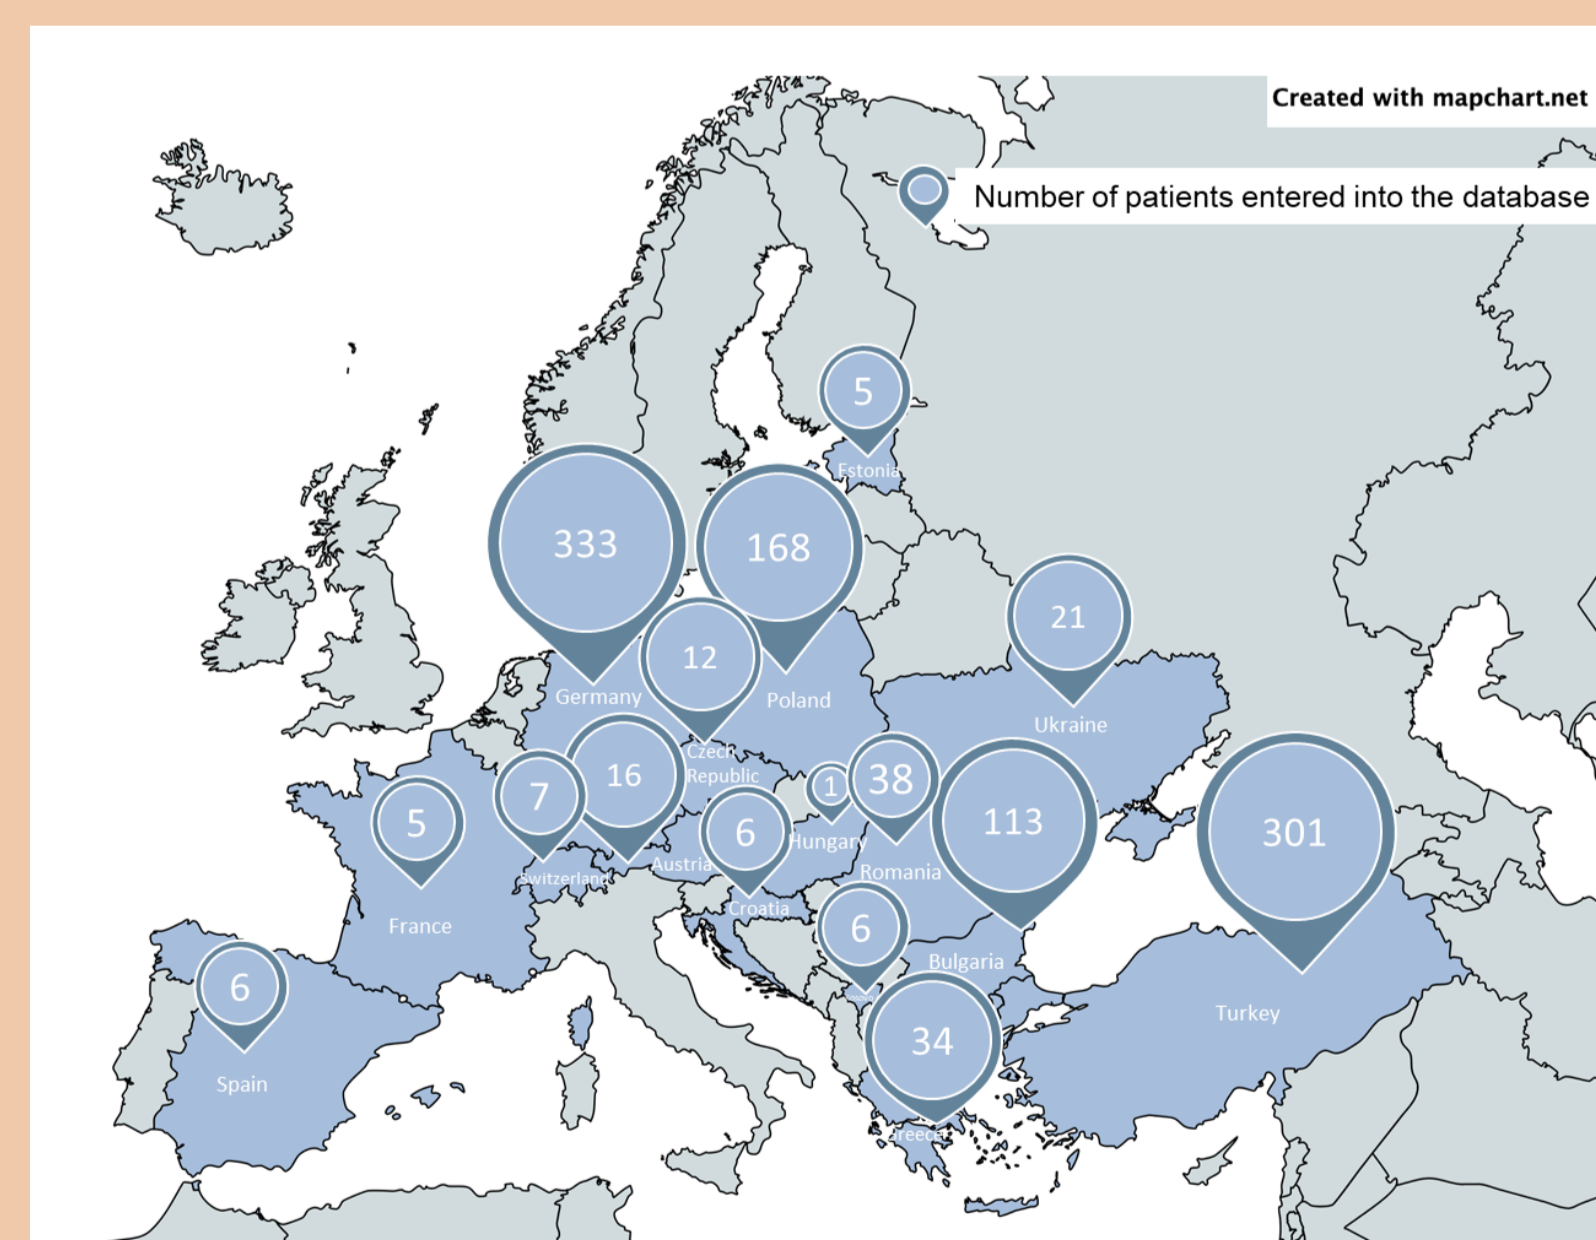 Created with mapchart.net
Number of patients entered into the database
5
Estonia
333
168
12
21
Germany
Poland
Ukraine
Czech
Republic
7
16
1
38
113
301
5
6
Hungary
Austria
Romania
Switzerland
Croatia
France
6
Bulgaria
6
Kosovo
34
Turkey
Spain
Greece